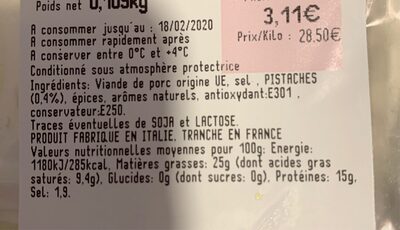 Poids net 0,109kg
3,11€
Prix/Kilo : 28.50€
A consommer jusqu'au : 18/02/2020
A consommer rapidement après
A conserver entre 0°C et +4°C
Conditionné sous atmosphère protectrice
Ingrédients: Viande de porc origine UE, sel , PISTACHES
(0,4%), épices, arômes naturels, antioxydant:E301 ,
conservateur:E250.
Traces éventuelles de SOJA et LACTOSE.
PRODUIT FABRIQUE EN ITALIE, TRANCHE EN FRANCE
Valeurs nutritionnelles moyennes pour 100g: Energie:
1180kJ/285kcal, Matières grasses: 25g (dont acides gras
saturés: 9,4g), Glucides: 0g (dont sucres: 0g), Protéines: 15g,
Sel: 1,9.